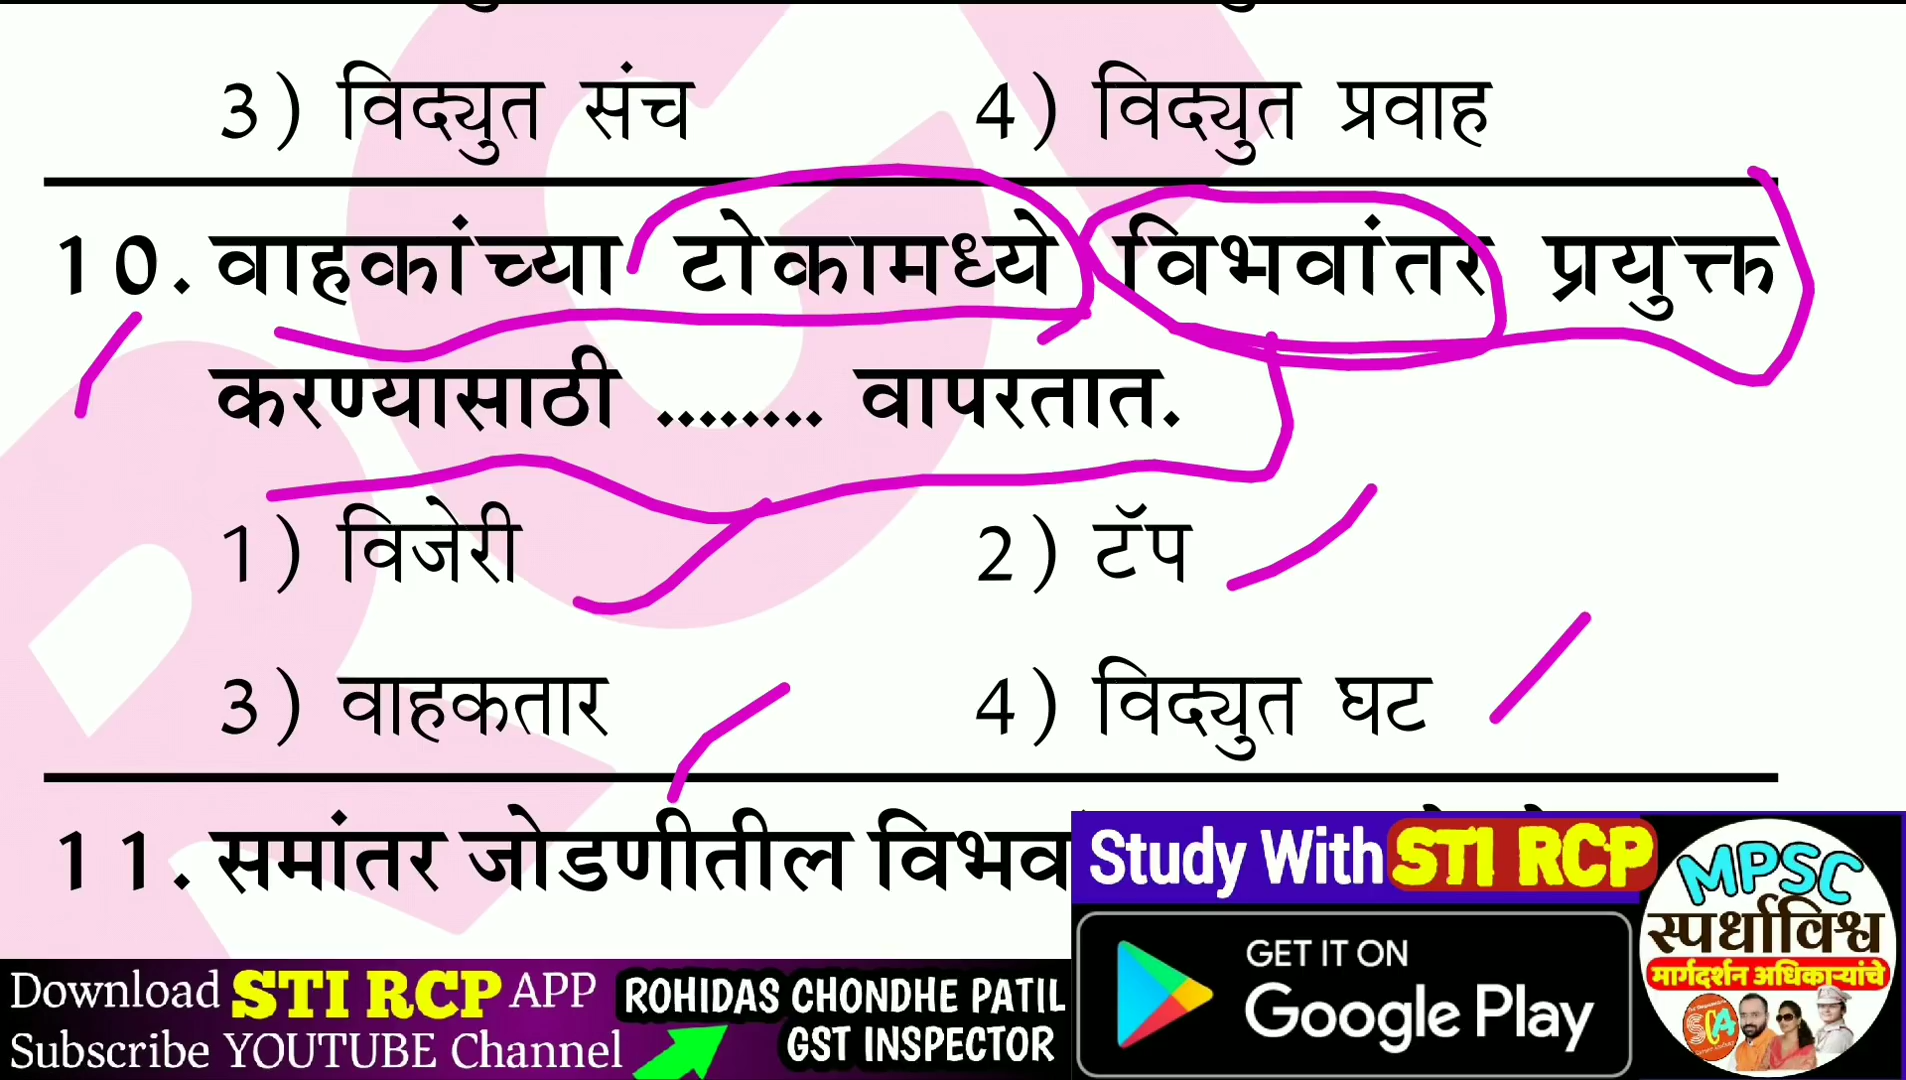 3) विद्युत संच
4) विद्युत प्रवाह
10. वाहकांच्या टोकामध्ये विभवांतर प्रयुक्त
करण्यासाठी ........ वापरतात.
1) विजेरी
2) टॅप
3) वाहकतार
4) विद्युत घट
11. समांतर जोडणीतील
Study With STI RCP
GET IT ON
Google Play
MPSC
स्पर्धाविश्व
मार्गदर्शन अधिकाऱ्यांचे
SCA
Download STI RCP APP
Subscribe YOUTUBE Channel
ROHIDAS CHONDHE PATIL
GST INSPECTOR